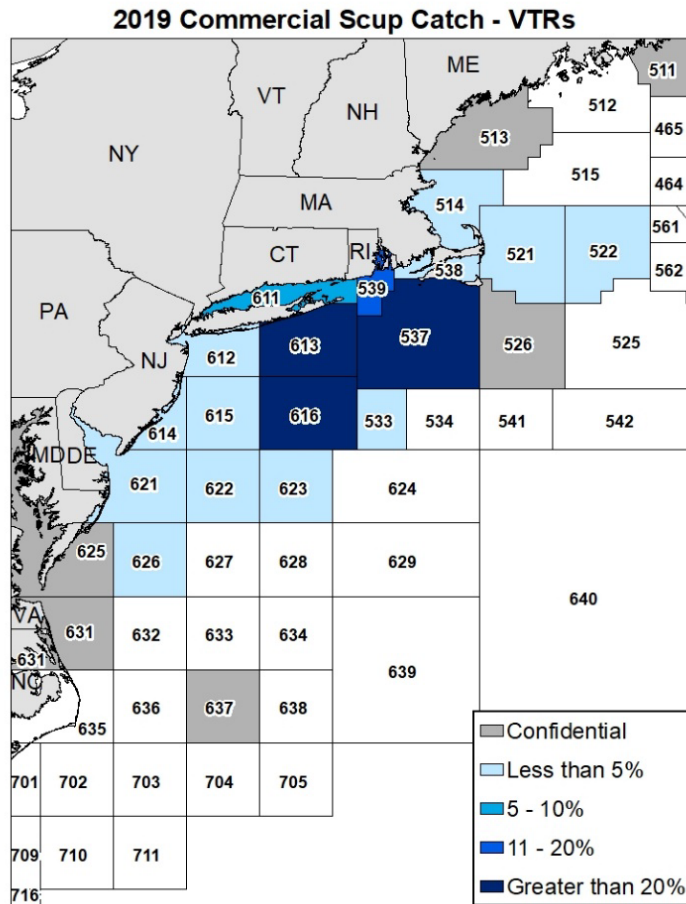 2019 Commercial Scup Catch - VTRs
ME
511
VT
512
NH
513
465
NY
515
464
MA
514
561
CT
RI
521
522
538
562
611
539
PA
NJ
612
613
537
526
525
614
615
616
533
534
541
542
MD
DE
621
622
623
624
625
626
627
628
629
640
VA
631
632
633
634
631
639
NC
635
636
637
638
701
702
703
704
705
709
710
711
716
Confidential
Less than 5%
5 - 10%
11 - 20%
Greater than 20%